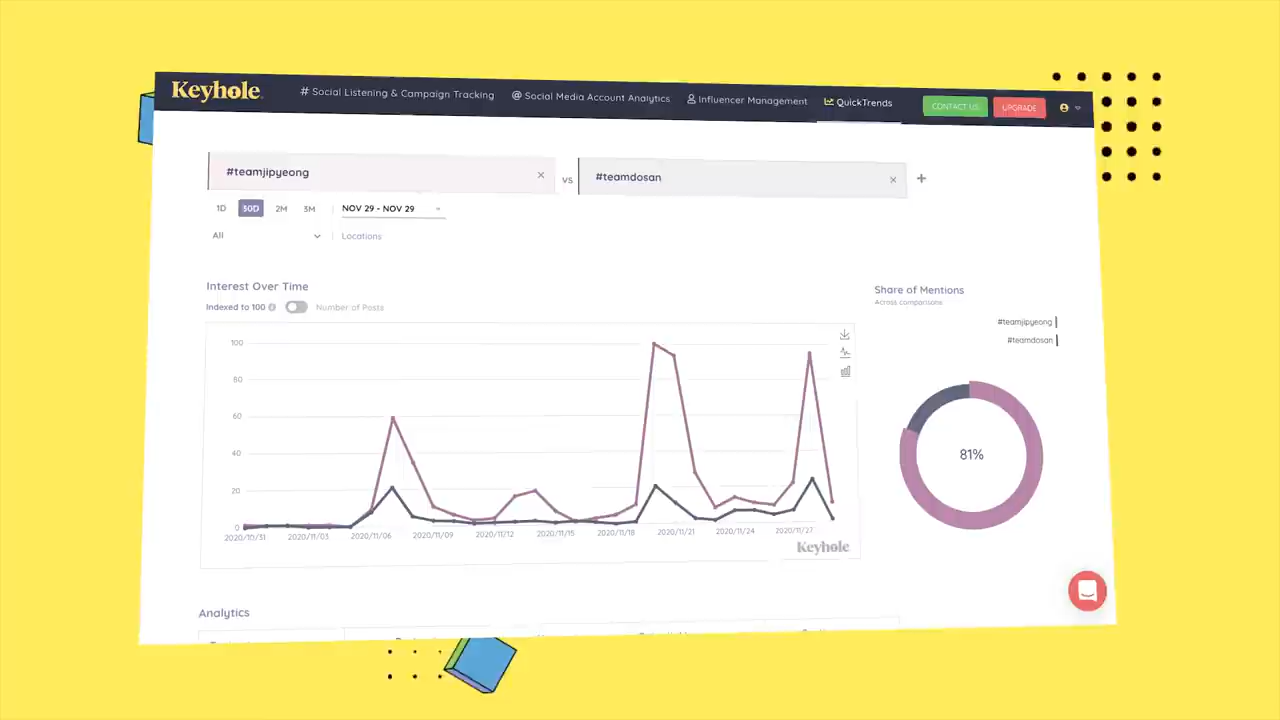 Keyhole
# Social Listening & Campaign Tracking
@ Social Media Account Analytics
Influencer Management
QuickTrends
CONTACT US
UPGRADE
#teamjipyeong ×
vs
#teamdosan × +
1D 30D 2M 3M NOV 29 - NOV 29
All Locations
Interest Over Time
Indexed to 100 Number of Posts
Share of Mentions
Across comparisons
#teamjipyeong
#teamdosan
100
80
60
40
20
0
2020/10/31 2020/11/03 2020/11/06 2020/11/09 2020/11/12 2020/11/15 2020/11/18 2020/11/21 2020/11/24 2020/11/27
Keyhole
81%
Analytics